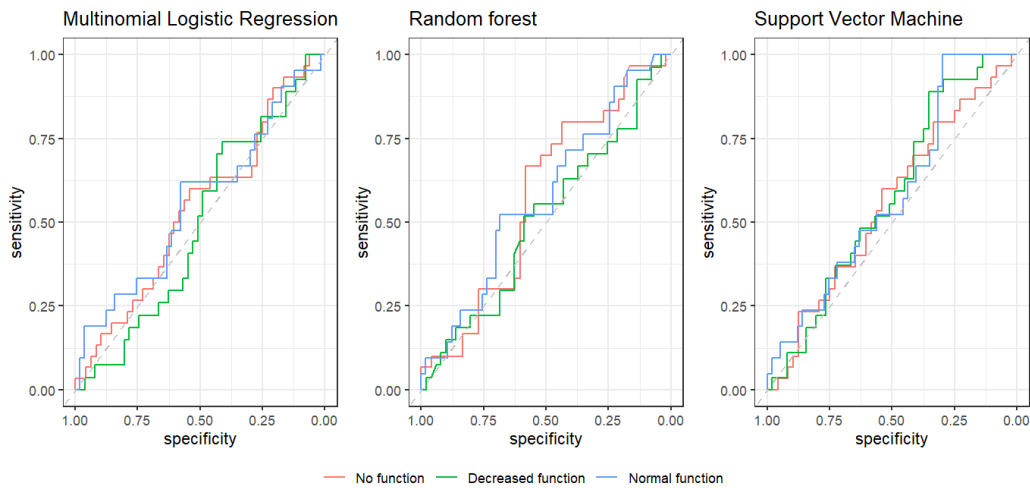 Multinomial Logistic Regression
Random forest
Support Vector Machine
1.00
0.75
0.50
0.25
0.00
sensitivity
1.00 0.75 0.50 0.25 0.00
specificity
1.00
0.75
0.50
0.25
0.00
sensitivity
1.00 0.75 0.50 0.25 0.00
specificity
1.00
0.75
0.50
0.25
0.00
sensitivity
1.00 0.75 0.50 0.25 0.00
specificity
No function Decreased function Normal function